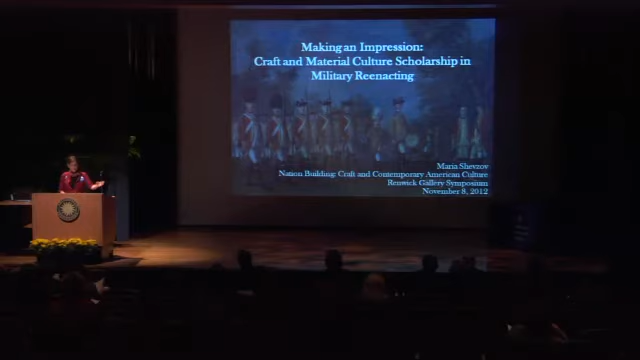 Making an Impression:
Craft and Material Culture Scholarship in
Military Reenacting
Maria Shevzov
Nation Building: Craft and Contemporary American Culture
Renwick Gallery Symposium
November 8, 2012